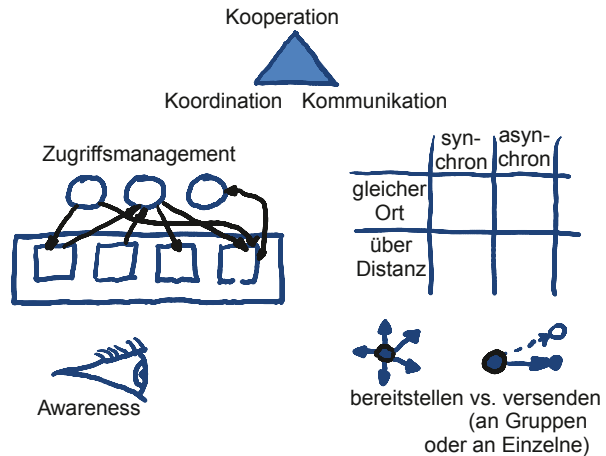 Kooperation
Koordination Kommunikation
Zugriffsmanagement
syn-
chron
asyn-
chron
gleicher
Ort
über
Distanz
Awareness
bereitstellen vs. versenden
(an Gruppen
oder an Einzelne)